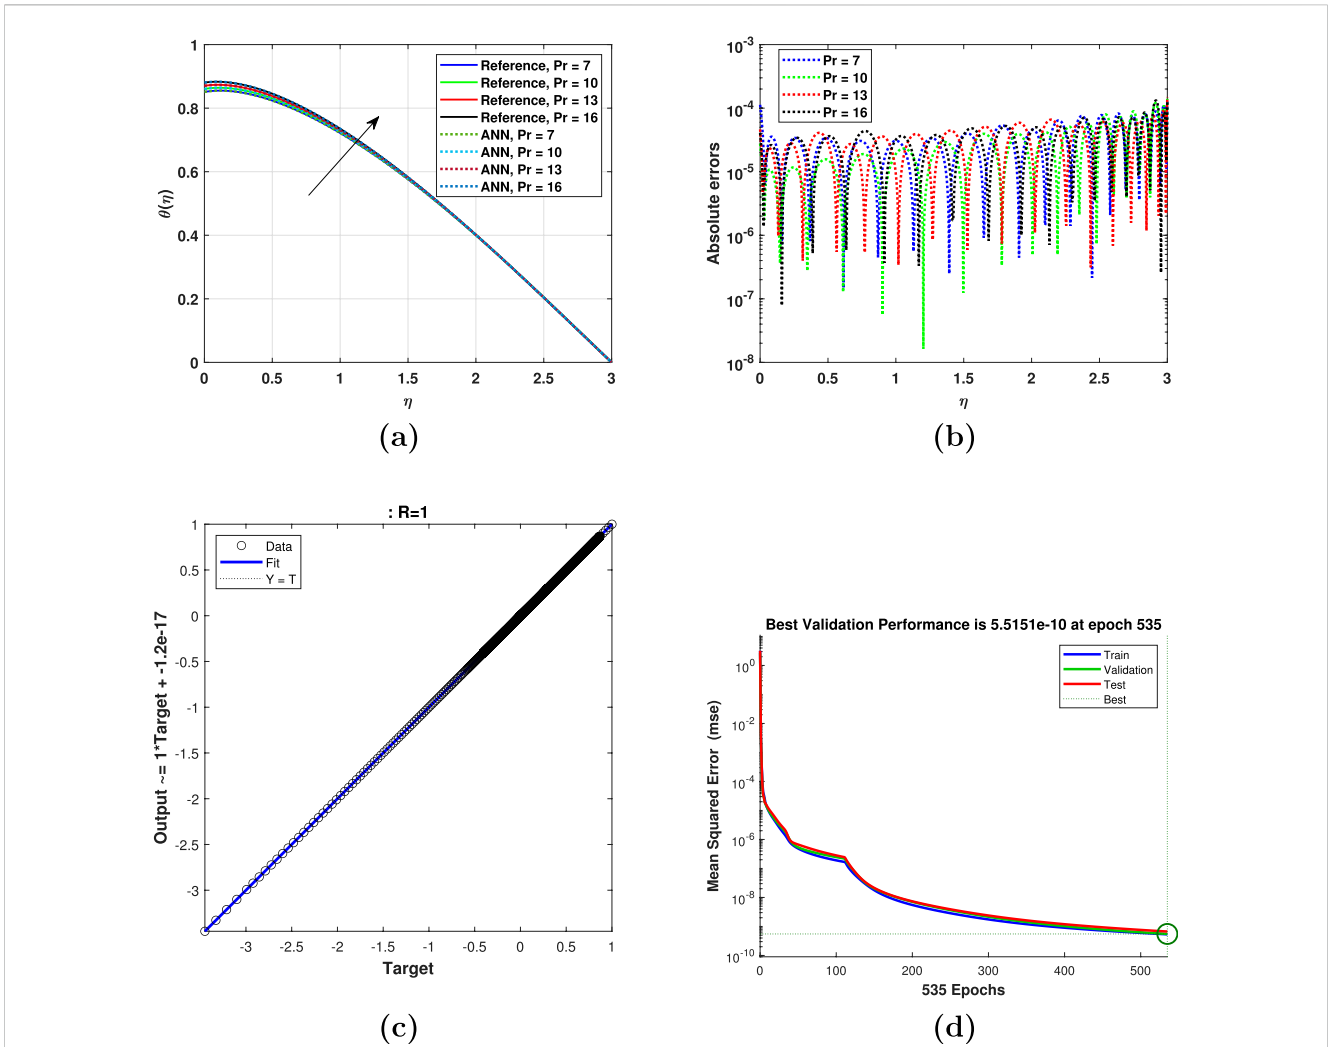 1
0.8
0.6
0.4
0.2
0
θ(η)
0 0.5 1 1.5 2 2.5 3
η
Reference, Pr = 7
Reference, Pr = 10
Reference, Pr = 13
Reference, Pr = 16
ANN, Pr = 7
ANN, Pr = 10
ANN, Pr = 13
ANN, Pr = 16
(a)
10-3
10-4
10-5
10-6
10-7
10-8
Absolute errors
0 0.5 1 1.5 2 2.5 3
η
Pr = 7
Pr = 10
Pr = 13
Pr = 16
(b)
: R=1
1
0.5
0
-0.5
-1
-1.5
-2
-2.5
-3
Output ~= 1*Target + -1.2e-17
-3 -2.5 -2 -1.5 -1 -0.5 0 0.5 1
Target
Data
Fit
Y = T
(c)
Best Validation Performance is 5.5151e-10 at epoch 535
100
10-2
10-4
10-6
10-8
10-10
Mean Squared Error (mse)
0 100 200 300 400 500
535 Epochs
Train
Validation
Test
Best
(d)